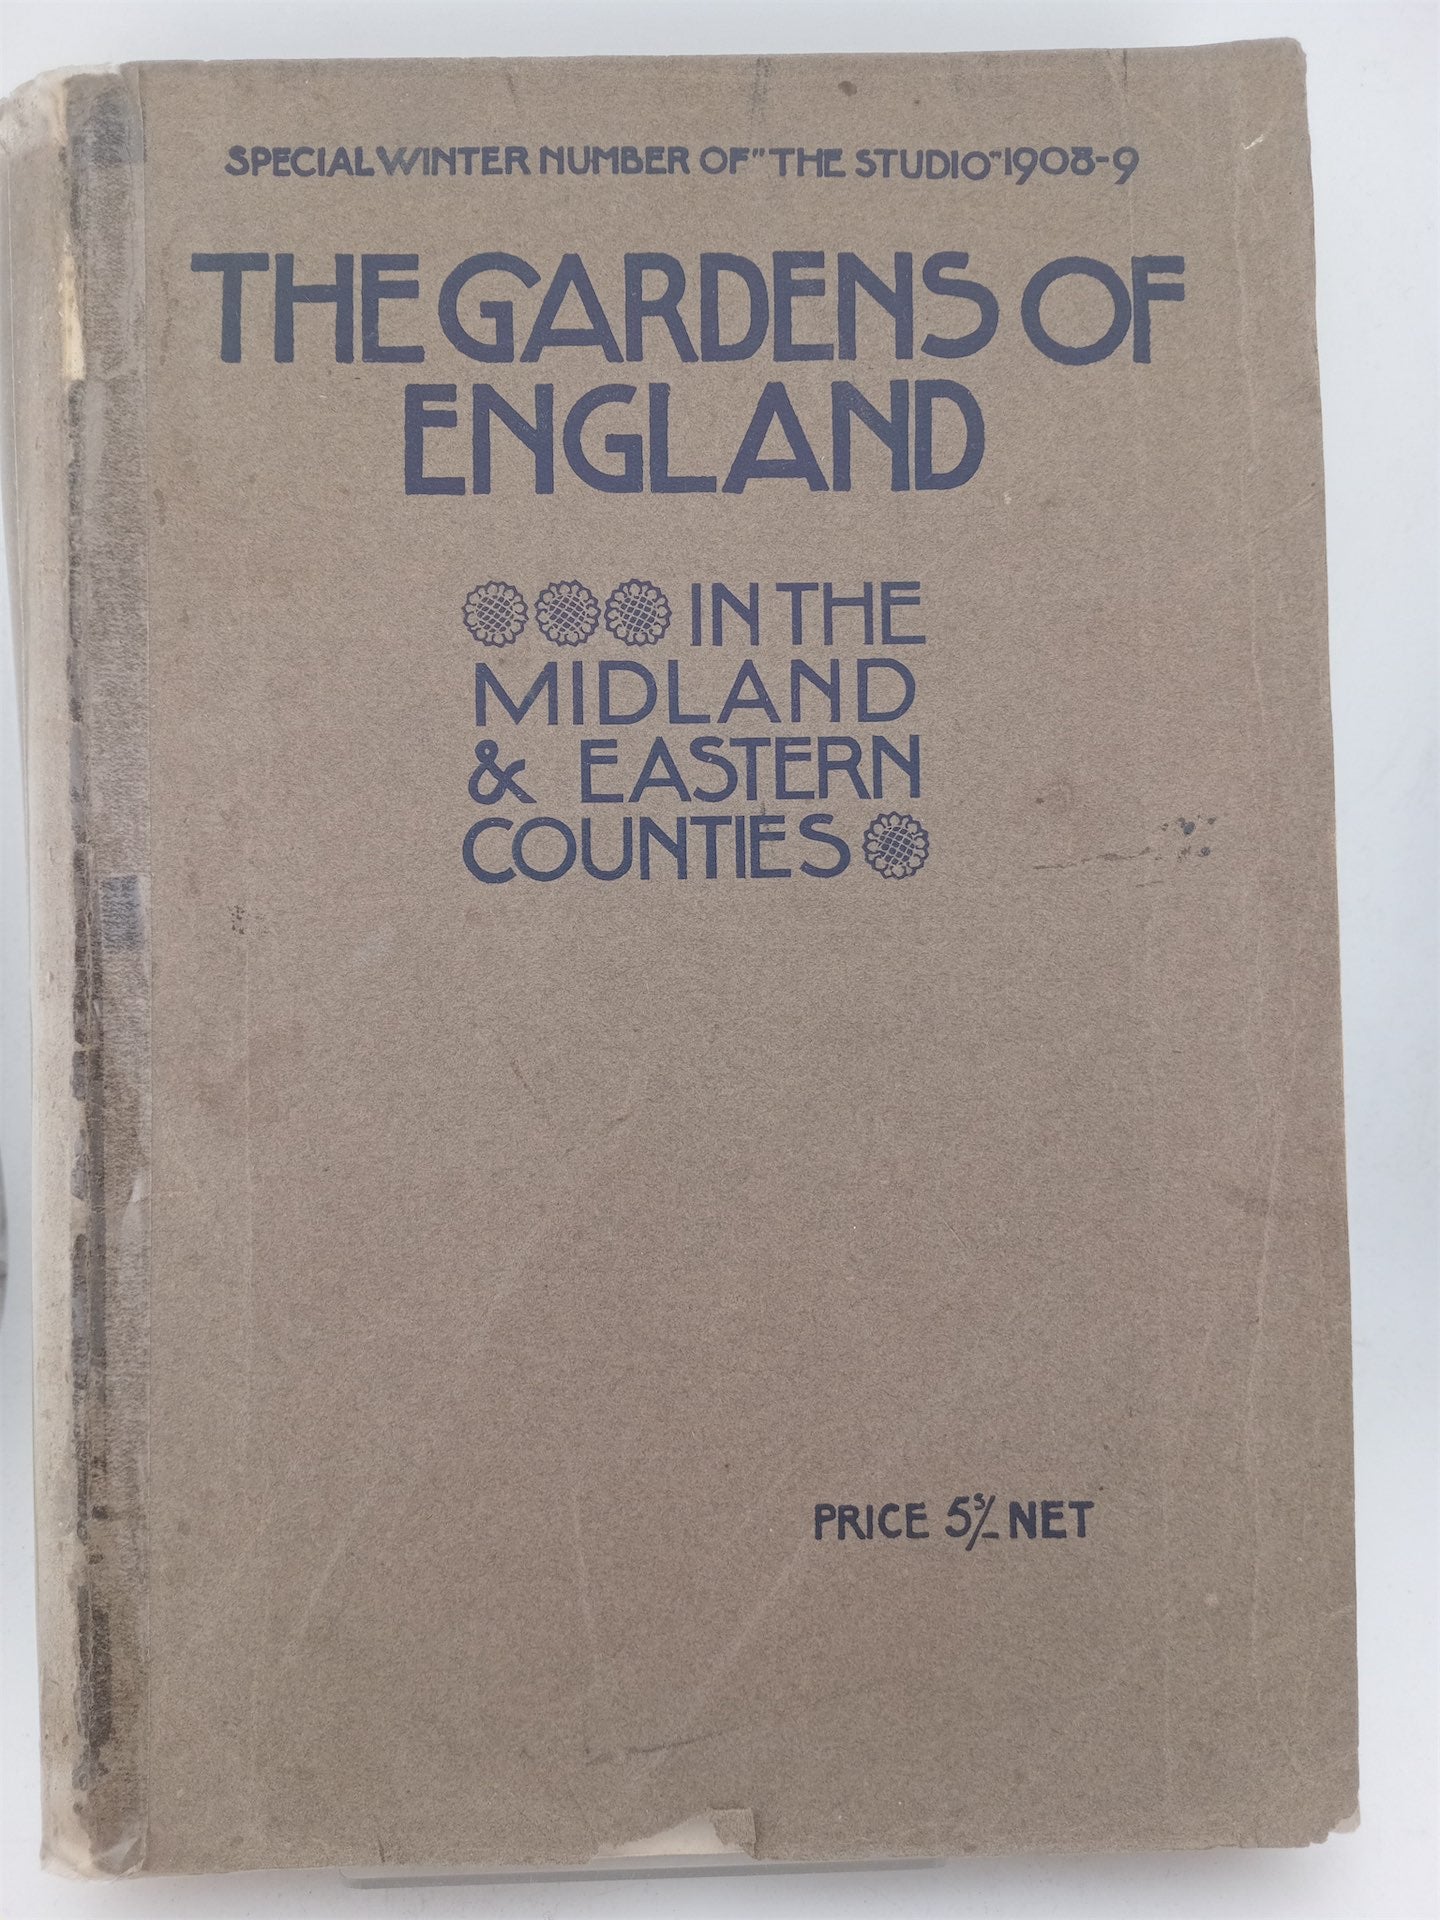 SPECIAL WINTER NUMBER OF "THE STUDIO" 1908-9
THE GARDENS OF
ENGLAND
IN THE
MIDLAND
& EASTERN
COUNTIES
PRICE 5s/- NET